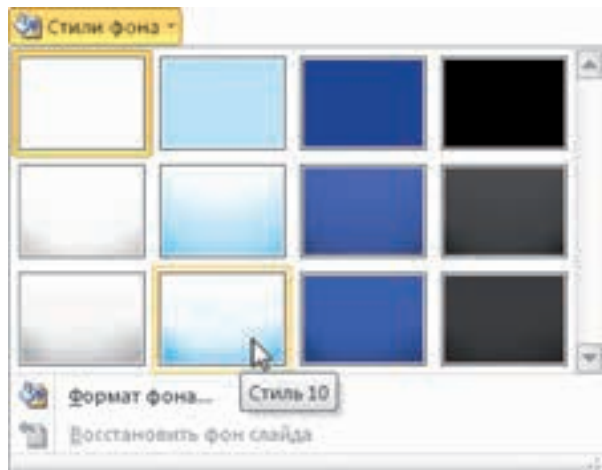 Стили фона
Формат фона...
Стиль 10
Восстановить фон слайда